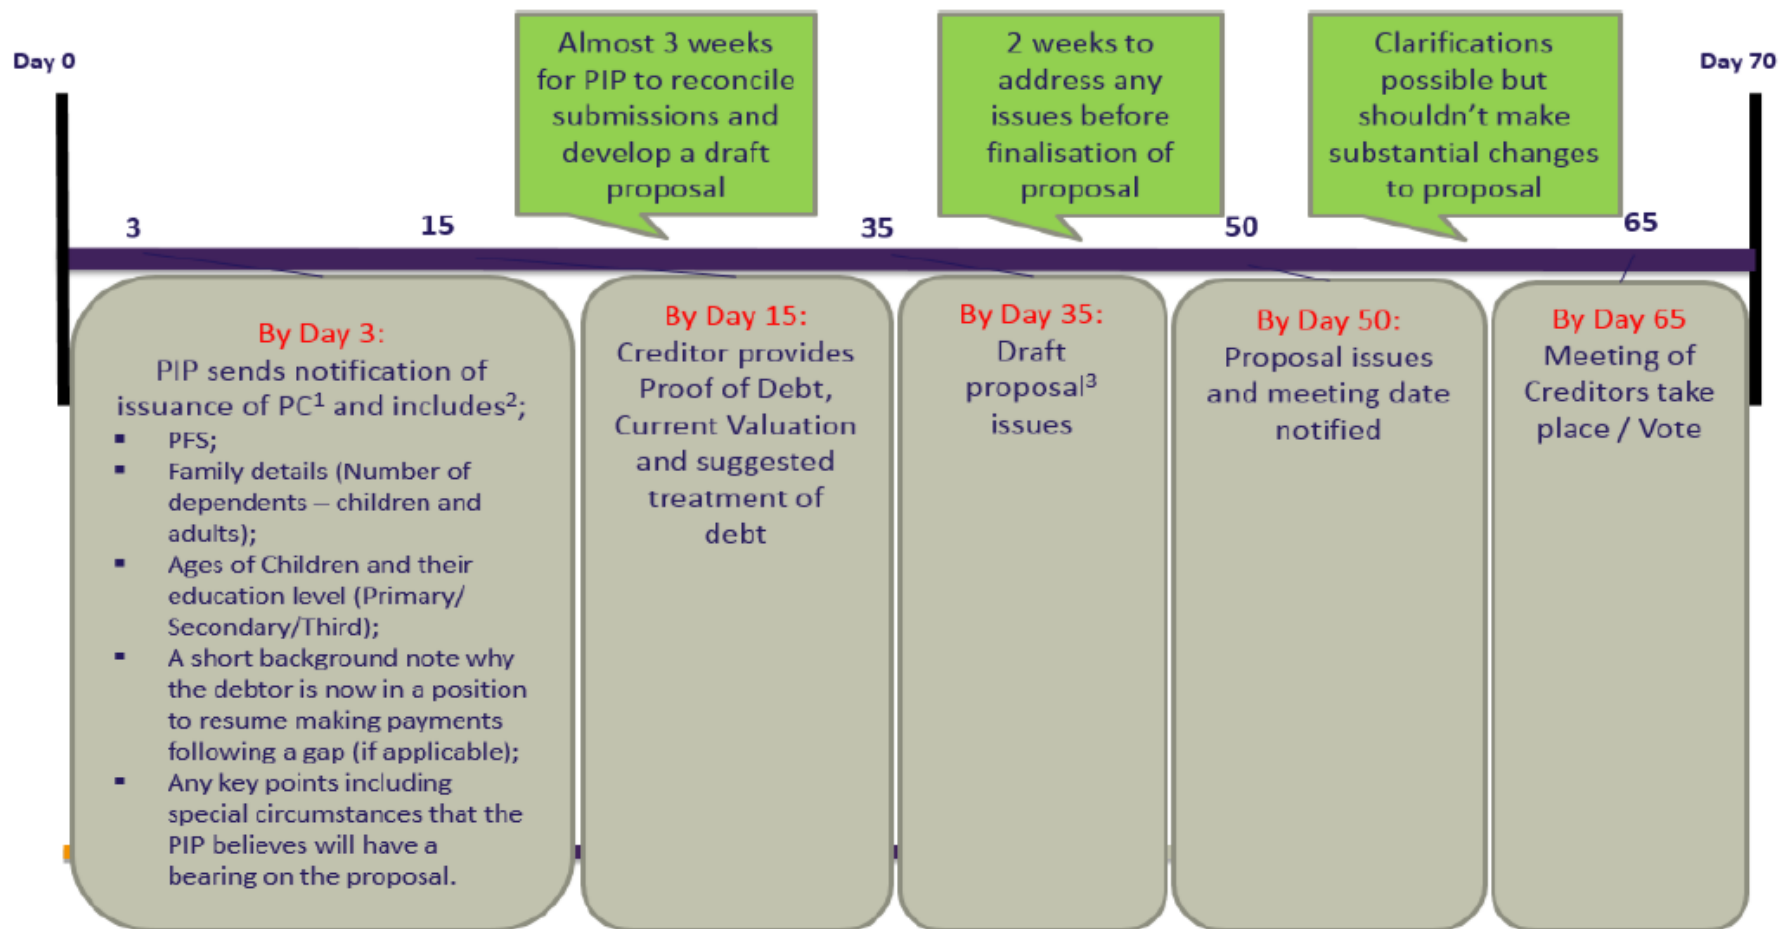 Day 0
Almost 3 weeks
for PIP to reconcile
submissions and
develop a draft
proposal
2 weeks to
address any
issues before
finalisation of
proposal
Clarifications
possible but
shouldn't make
substantial changes
to proposal
Day 70
3
15
35
50
65
By Day 3:
PIP sends notification of
issuance of PC1 and includes2;
▪ PFS;
▪ Family details (Number of
dependents – children and
adults);
▪ Ages of Children and their
education level (Primary/
Secondary/Third);
▪ A short background note why
the debtor is now in a position
to resume making payments
following a gap (if applicable);
▪ Any key points including
special circumstances that the
PIP believes will have a
bearing on the proposal.
By Day 15:
Creditor provides
Proof of Debt,
Current Valuation
and suggested
treatment of
debt
By Day 35:
Draft
proposal3
issues
By Day 50:
Proposal issues
and meeting date
notified
By Day 65
Meeting of
Creditors take
place / Vote